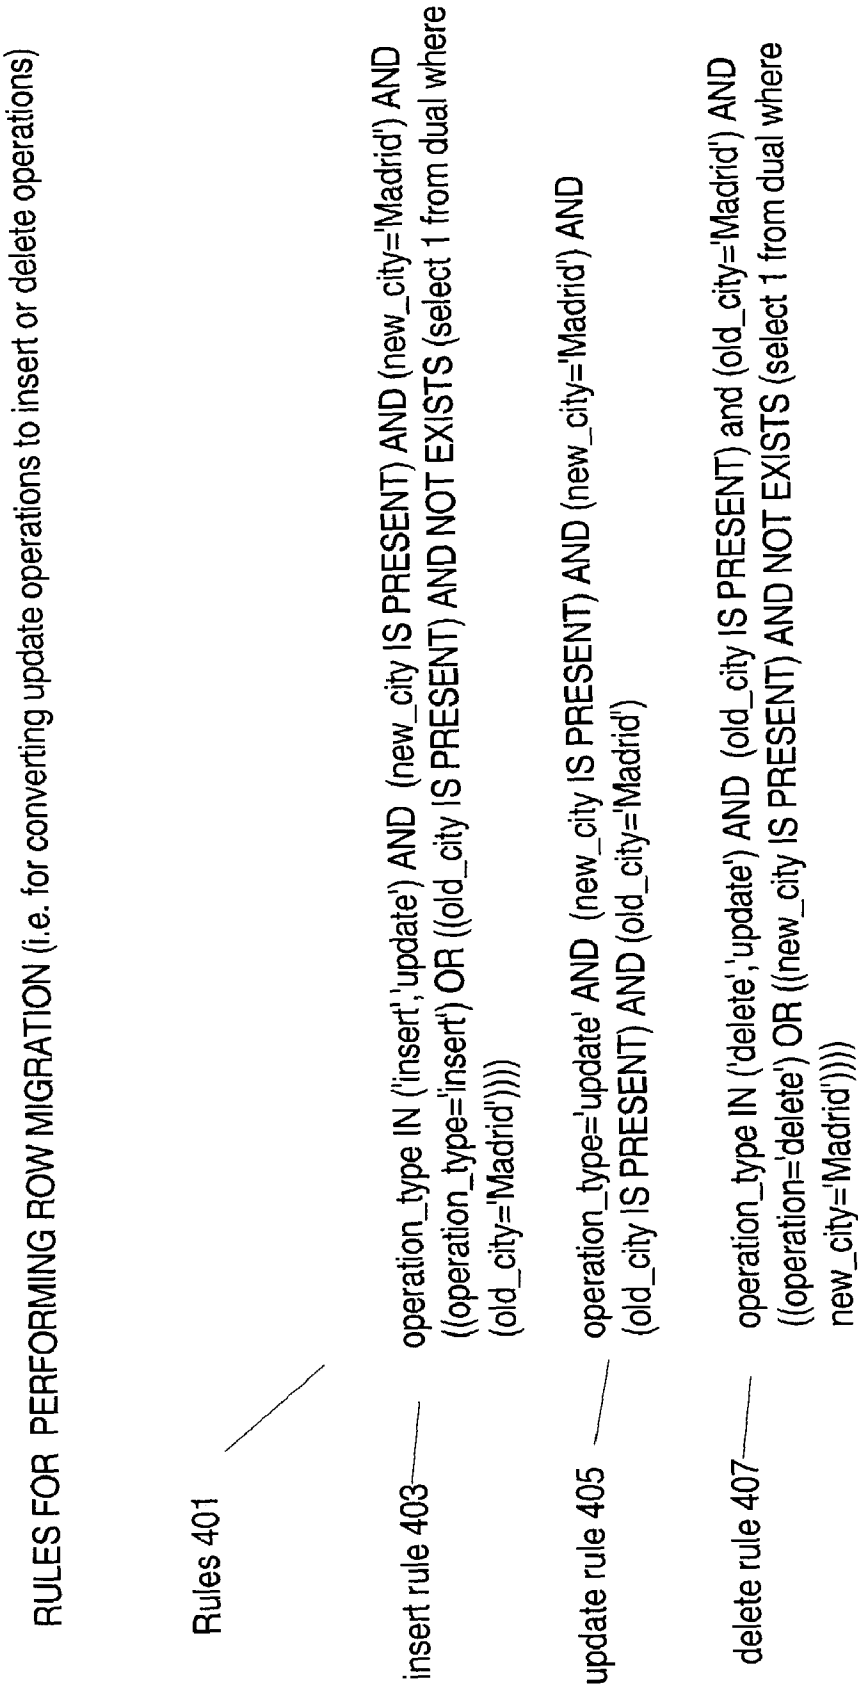 RULES FOR PERFORMING ROW MIGRATION (i.e. for converting update operations to insert or delete operations)
Rules 401
insert rule 403
operation_type IN ('insert','update') AND (new_city IS PRESENT) AND (new_city='Madrid') AND
((operation_type='insert') OR ((old_city IS PRESENT) AND NOT EXISTS (select 1 from dual where
(old_city='Madrid'))))
update rule 405
operation_type='update' AND (new_city IS PRESENT) AND (new_city='Madrid') AND
(old_city IS PRESENT) AND (old_city='Madrid')
delete rule 407
operation_type IN ('delete','update') AND (old_city IS PRESENT) and (old_city='Madrid') AND
((operation='delete') OR ((new_city IS PRESENT) AND NOT EXISTS (select 1 from dual where
new_city='Madrid'))))